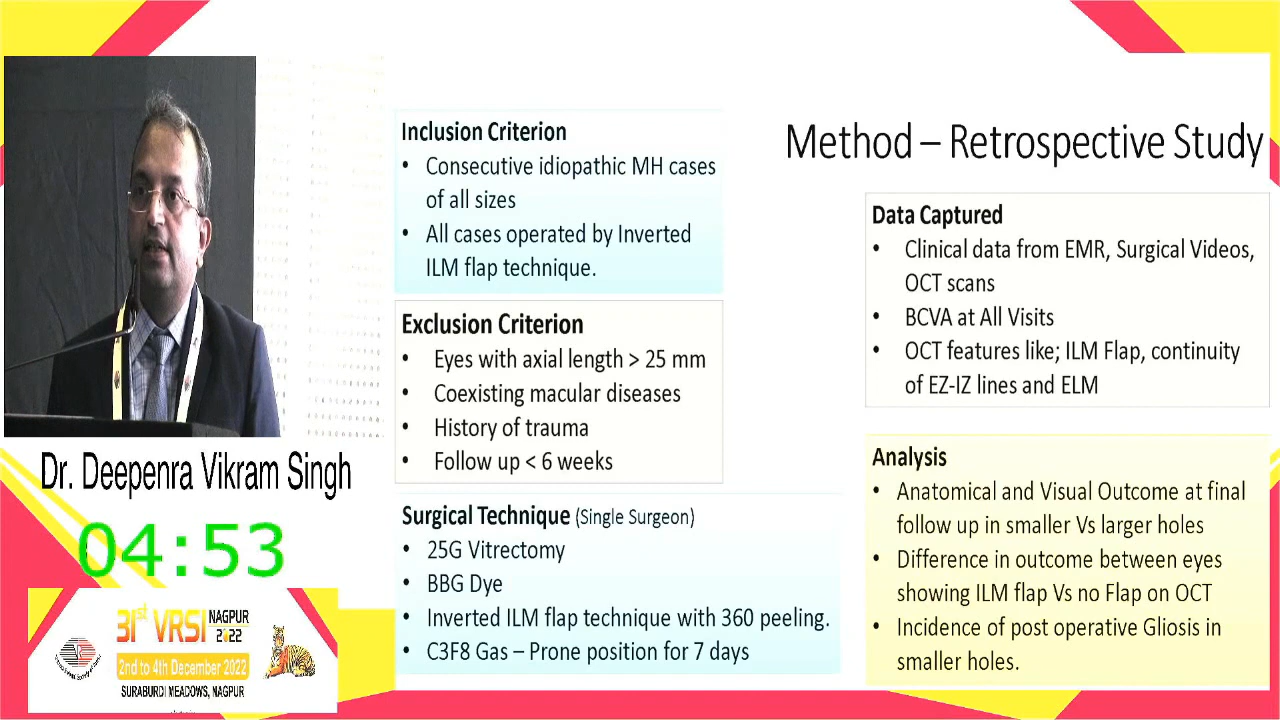 Inclusion Criterion
• Consecutive idiopathic MH cases
of all sizes
• All cases operated by Inverted
ILM flap technique.
Exclusion Criterion
• Eyes with axial length > 25 mm
• Coexisting macular diseases
• History of trauma
• Follow up < 6 weeks
Surgical Technique (Single Surgeon)
• 25G Vitrectomy
• BBG Dye
• Inverted ILM flap technique with 360 peeling.
• C3F8 Gas – Prone position for 7 days
Method – Retrospective Study
Data Captured
• Clinical data from EMR, Surgical Videos,
OCT scans
• BCVA at All Visits
• OCT features like; ILM Flap, continuity
of EZ-IZ lines and ELM
Analysis
• Anatomical and Visual Outcome at final
follow up in smaller Vs larger holes
• Difference in outcome between eyes
showing ILM flap Vs no Flap on OCT
• Incidence of post operative Gliosis in
smaller holes.
Dr. Deepenra Vikram Singh
04:53
31st VRSI NAGPUR
2022
2nd to 4th December 2022
SURABURDI MEADOWS, NAGPUR